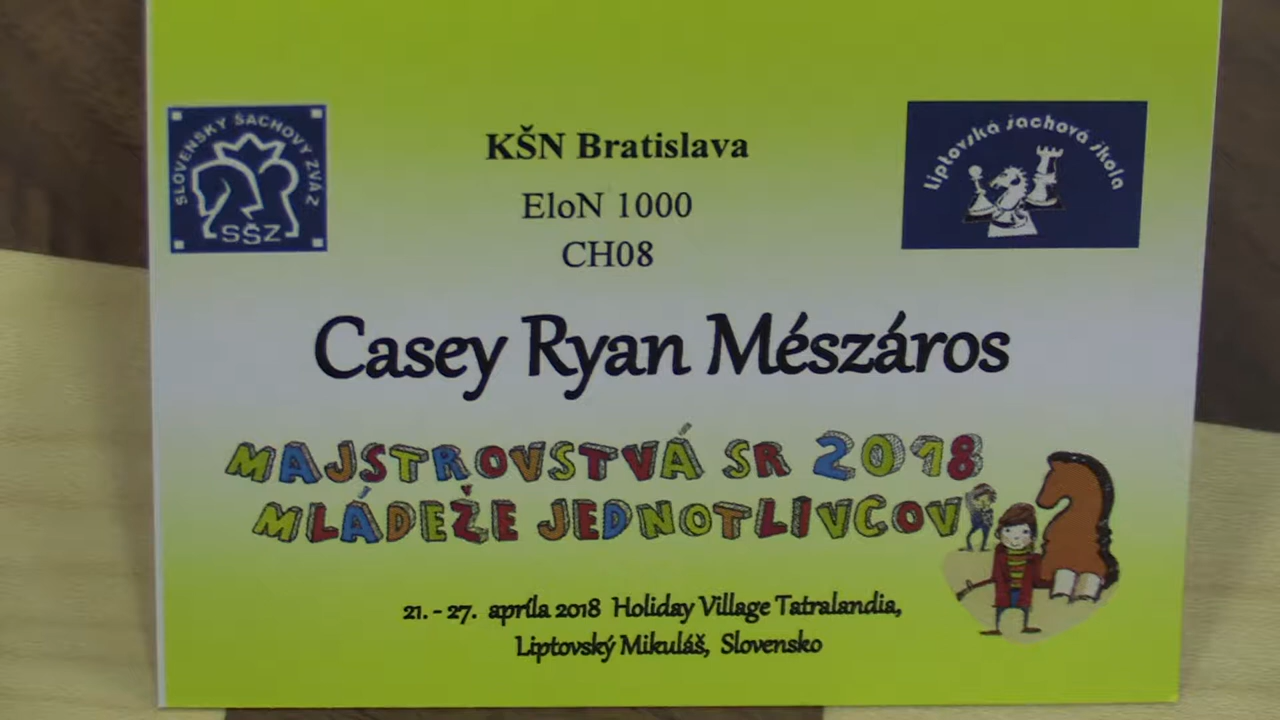 SLOVENSKÝ ŠACHOVÝ ZVÄZ
SŠZ
KŠN Bratislava
EloN 1000
CH08
Liptovská šachová škola
Casey Ryan Mészáros
MAJSTROVSTVÁ SR 2018
MLÁDEŽE JEDNOTLIVCOV
21. - 27. apríla 2018 Holiday Village Tatralandia,
Liptovský Mikuláš, Slovensko